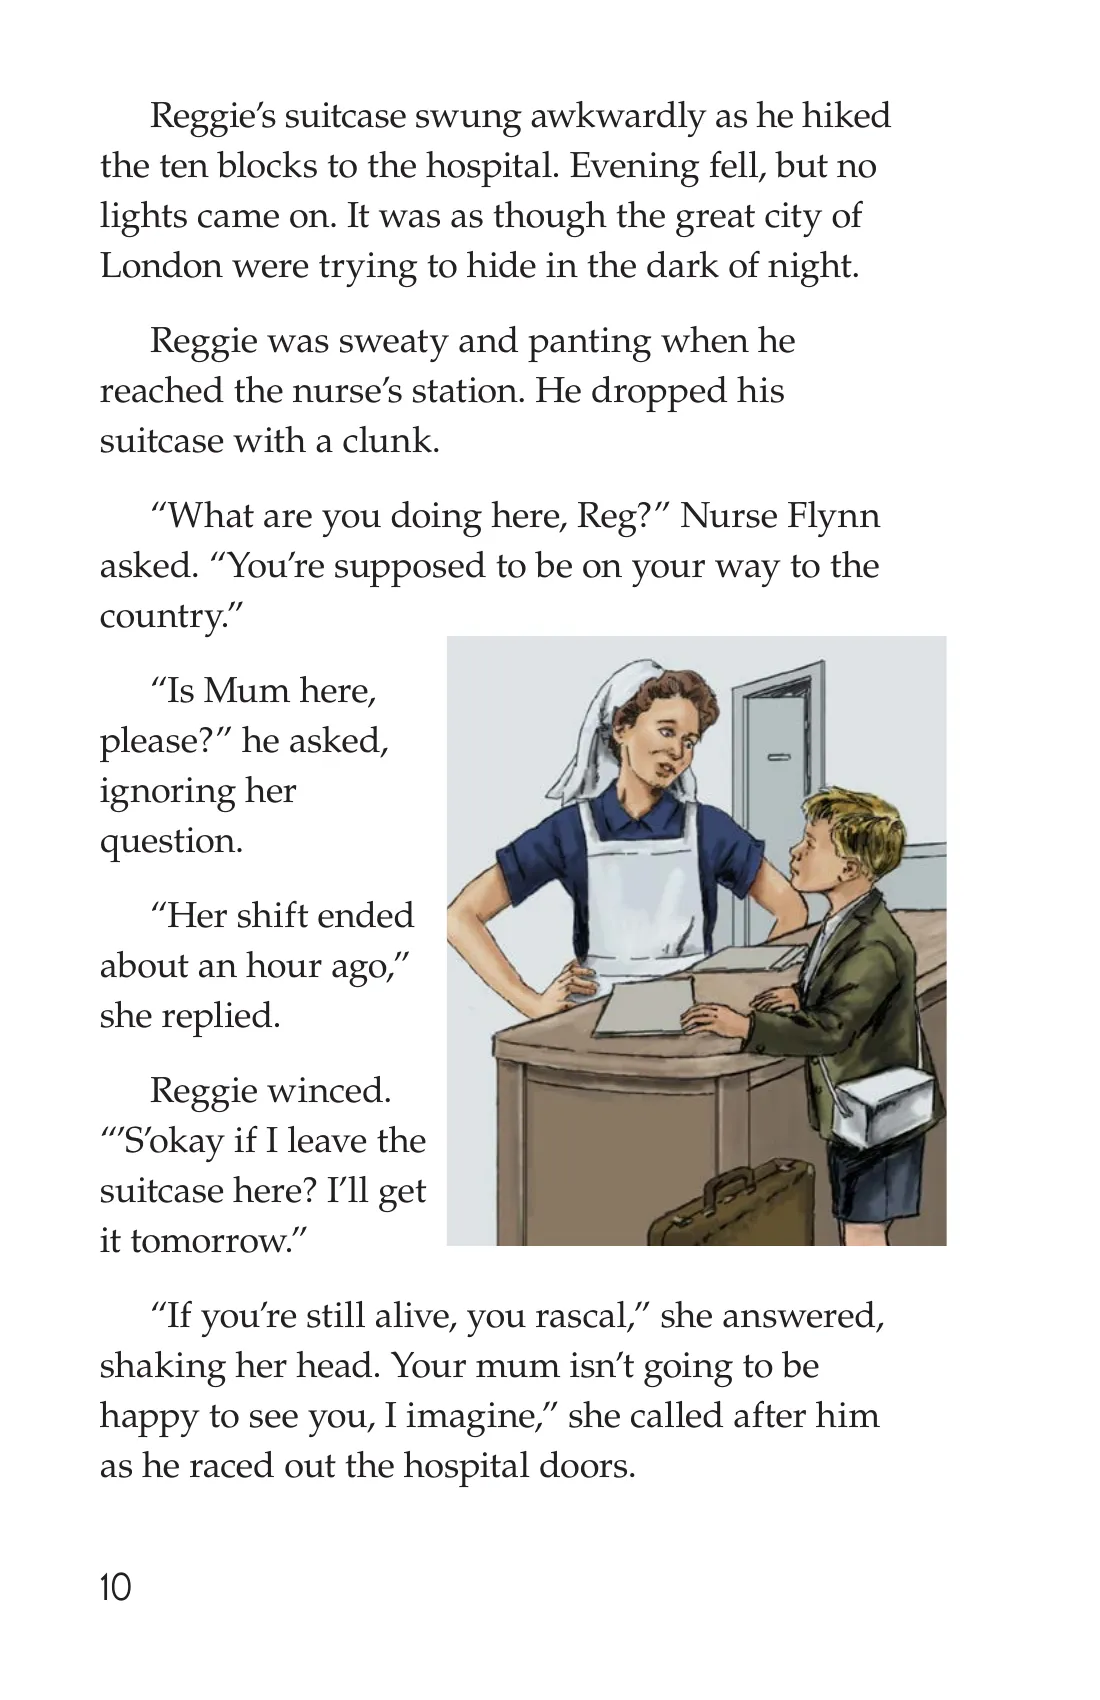 Reggie’s suitcase swung awkwardly as he hiked
the ten blocks to the hospital. Evening fell, but no
lights came on. It was as though the great city of
London were trying to hide in the dark of night.
Reggie was sweaty and panting when he
reached the nurse’s station. He dropped his
suitcase with a clunk.
“What are you doing here, Reg?” Nurse Flynn
asked. “You’re supposed to be on your way to the
country.”
“Is Mum here,
please?” he asked,
ignoring her
question.
“Her shift ended
about an hour ago,”
she replied.
Reggie winced.
“’S’okay if I leave the
suitcase here? I’ll get
it tomorrow.”
“If you’re still alive, you rascal,” she answered,
shaking her head. Your mum isn’t going to be
happy to see you, I imagine,” she called after him
as he raced out the hospital doors.
10